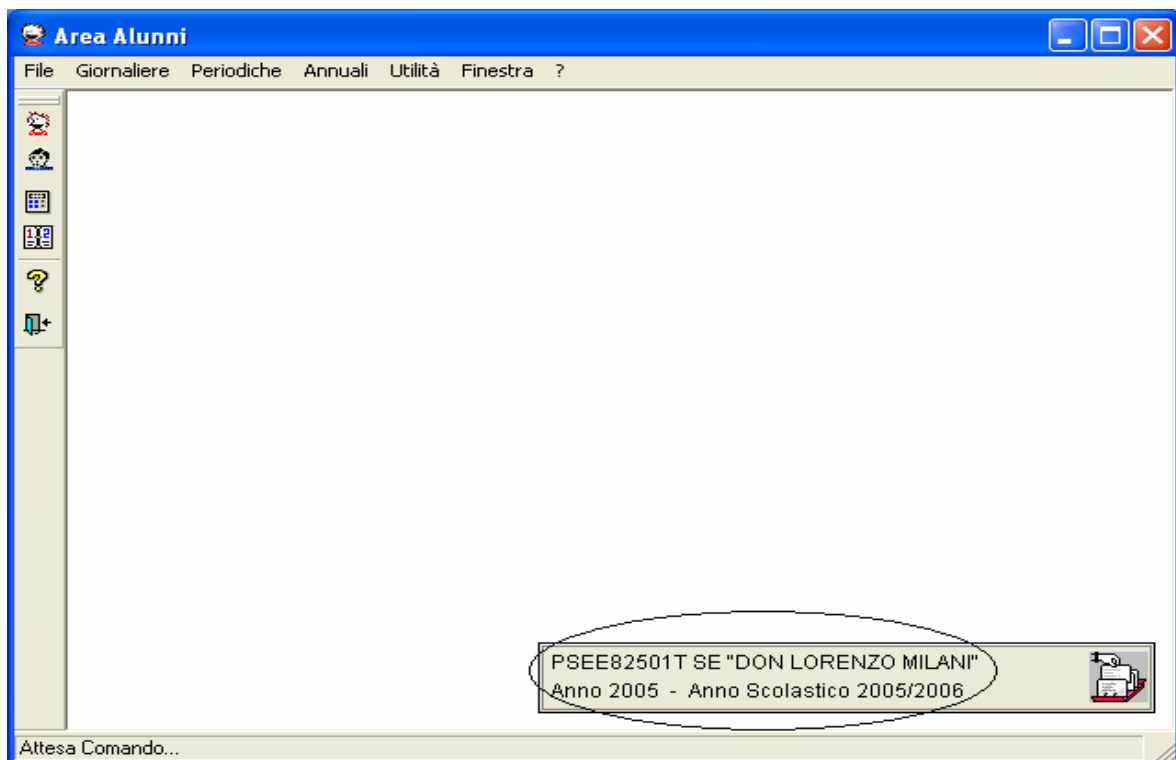 Area Alunni
File Giornaliere Periodiche Annuali Utilità Finestra ?
PSEE82501T SE "DON LORENZO MILANI"
Anno 2005 - Anno Scolastico 2005/2006
Attesa Comando...